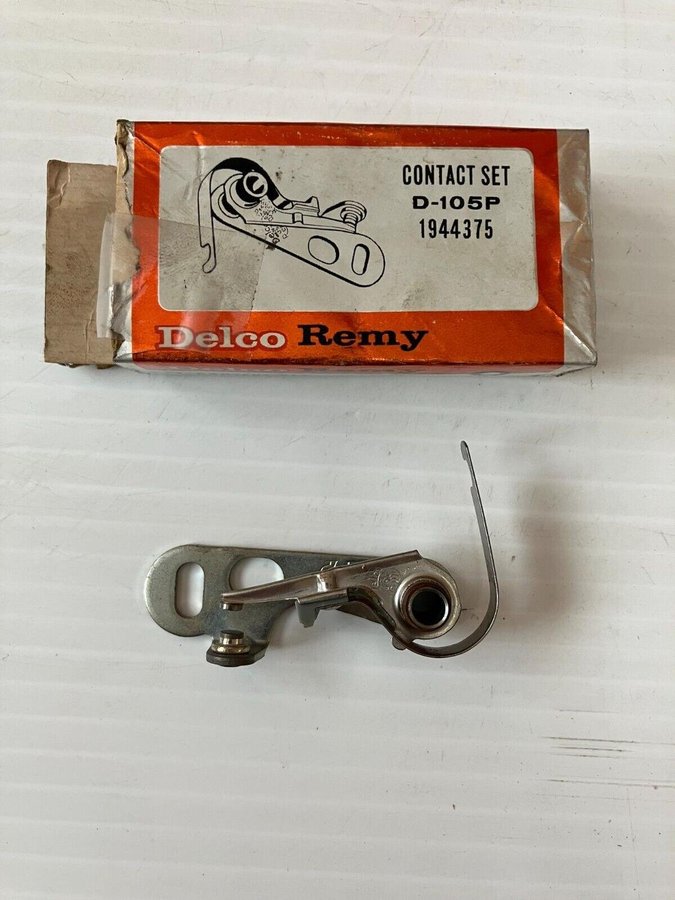 CONTACT SET
D-105P
1944375
Delco Remy